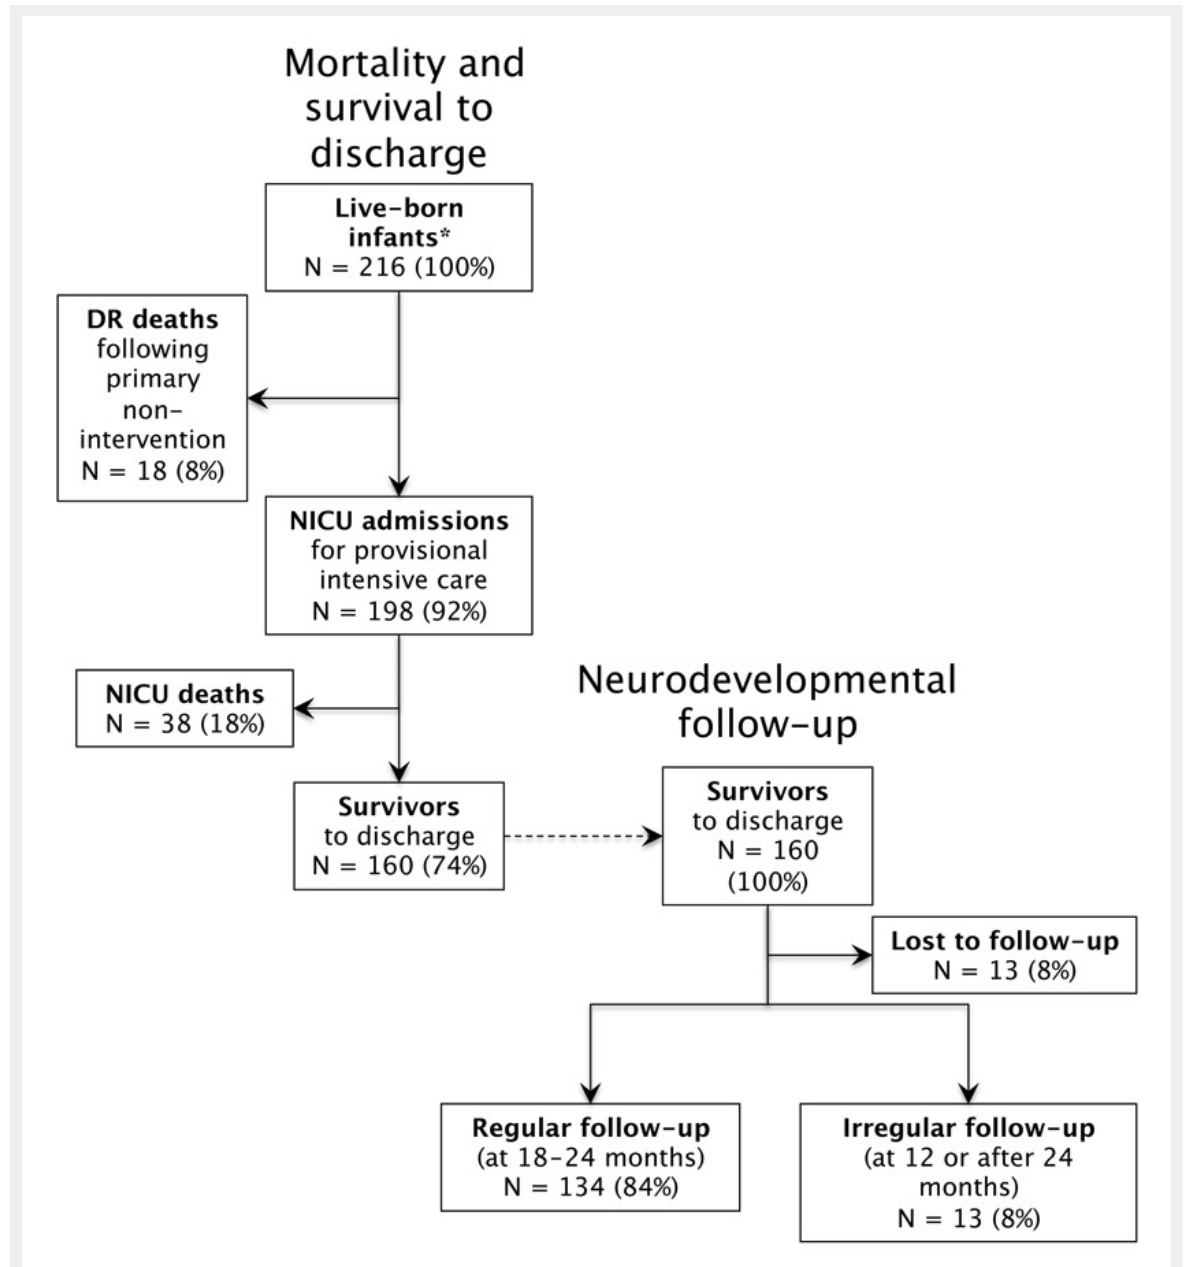 Mortality and
survival to
discharge
Live-born
infants*
N = 216 (100%)
DR deaths
following
primary
non-
intervention
N = 18 (8%)
NICU admissions
for provisional
intensive care
N = 198 (92%)
NICU deaths
N = 38 (18%)
Survivors
to discharge
N = 160 (74%)
Neurodevelopmental
follow-up
Survivors
to discharge
N = 160
(100%)
Lost to follow-up
N = 13 (8%)
Regular follow-up
(at 18-24 months)
N = 134 (84%)
Irregular follow-up
(at 12 or after 24
months)
N = 13 (8%)